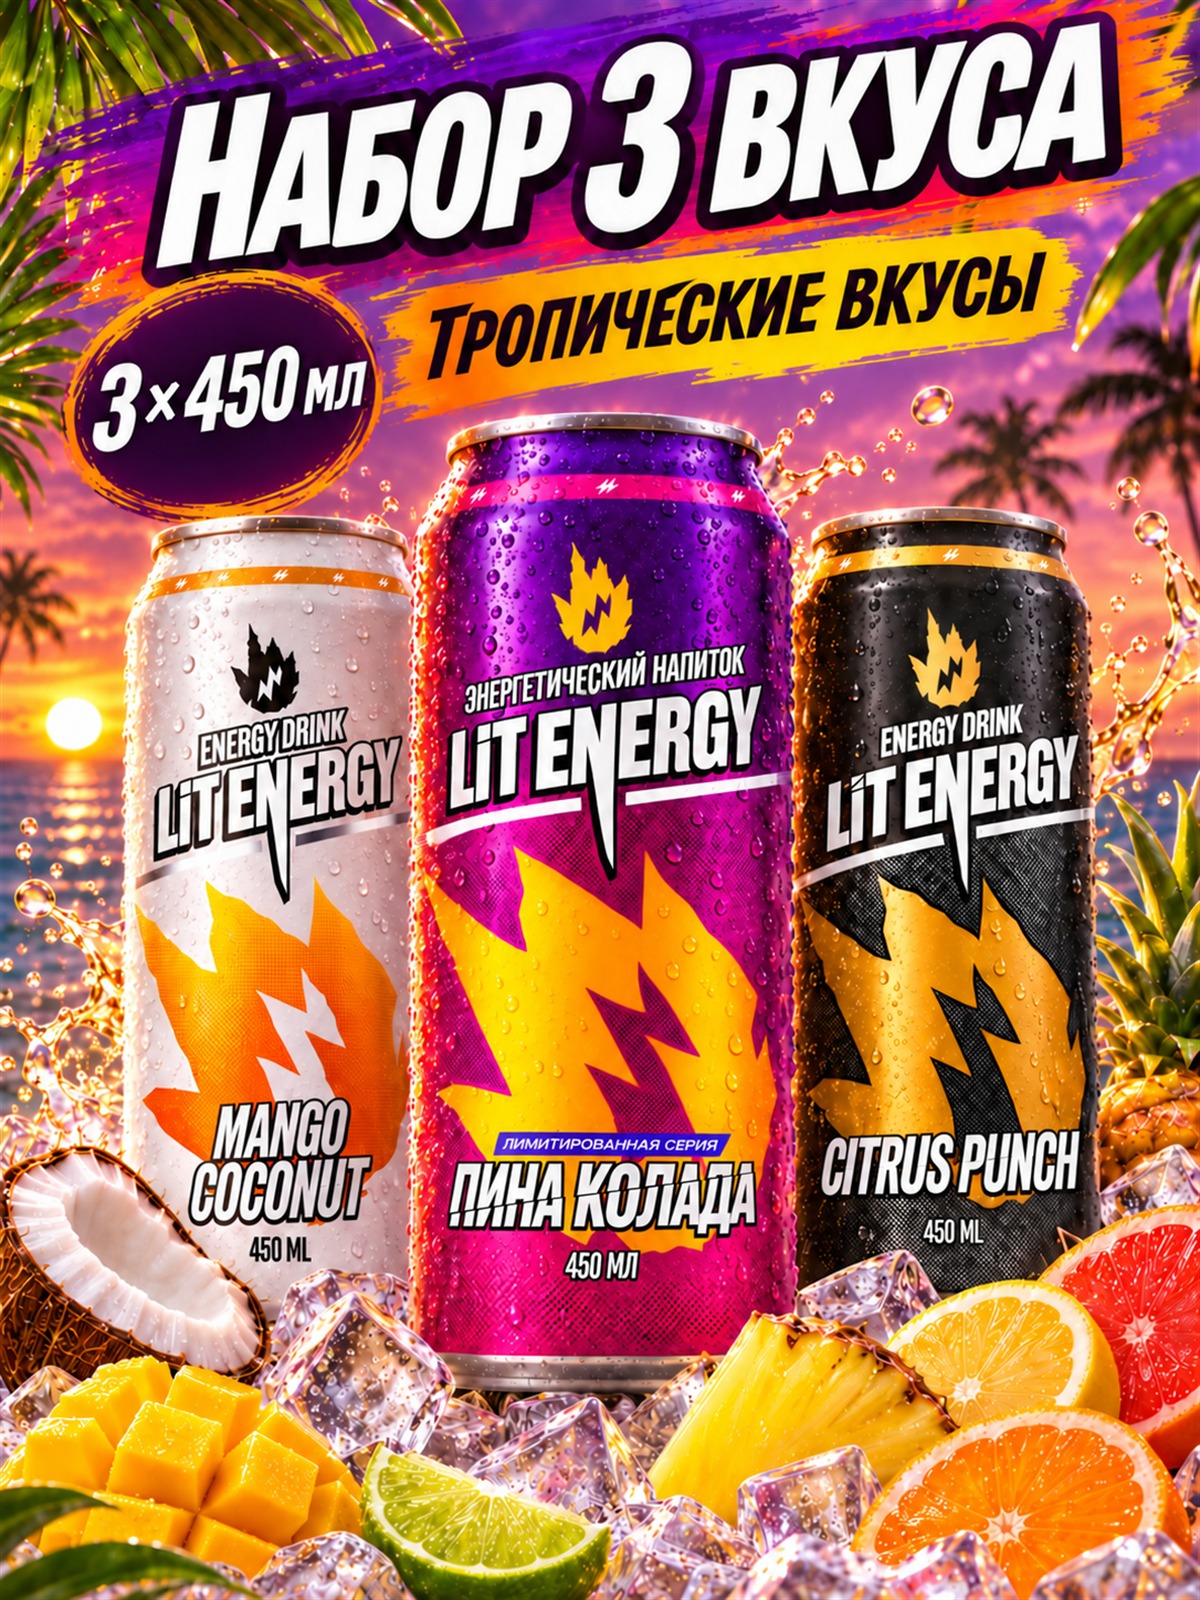 НАБОР 3 ВКУСА
ТРОПИЧЕСКИЕ ВКУСЫ
3×450 МЛ
ENERGY DRINK
LIT ENERGY
MANGO
COCONUT
450 ML
ЭНЕРГЕТИЧЕСКИЙ НАПИТОК
LIT ENERGY
ЛИМИТИРОВАННАЯ СЕРИЯ
ПИНА КОЛАДА
450 МЛ
ENERGY DRINK
LIT ENERGY
CITRUS PUNCH
450 ML